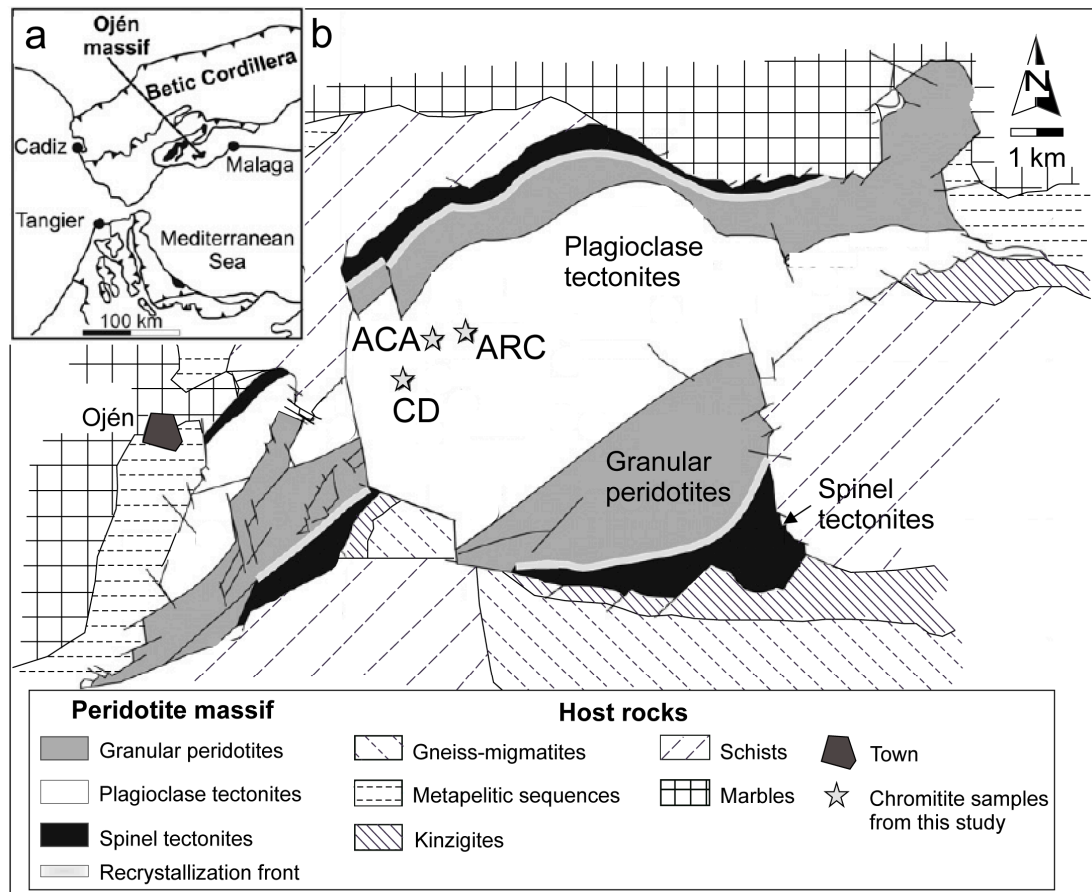 a
Ojén
massif
Betic Cordillera
Cadiz
Malaga
Tangier
Mediterranean
Sea
100 km
b
N
1 km
Plagioclase
tectonites
ACA
ARC
CD
Ojén
Granular
peridotites
Spinel
tectonites
Peridotite massif
Host rocks
Granular peridotites
Gneiss-migmatites
Schists
Town
Plagioclase tectonites
Metapelitic sequences
Marbles
Chromitite samples
from this study
Spinel tectonites
Kinzigites
Recrystallization front